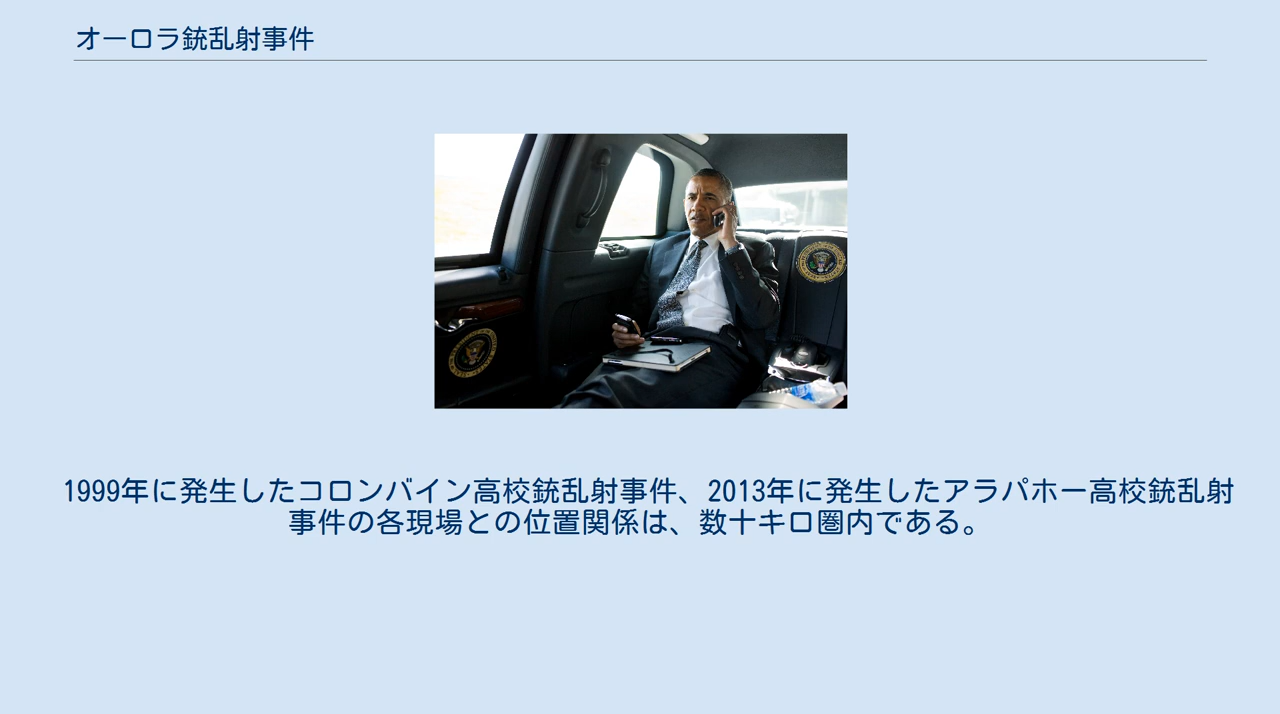 オーロラ銃乱射事件
1999年に発生したコロンバイン高校銃乱射事件、2013年に発生したアラパホー高校銃乱射
事件の各現場との位置関係は、数十キロ圏内である。